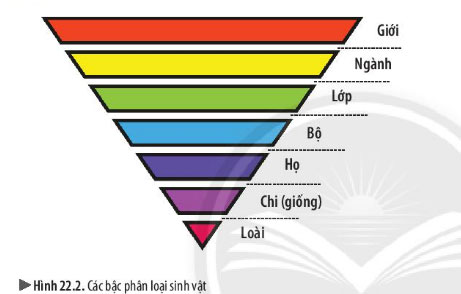 Giới
Ngành
Lớp
Bộ
Họ
Chi (giống)
Loài
Hình 22.2. Các bậc phân loại sinh vật